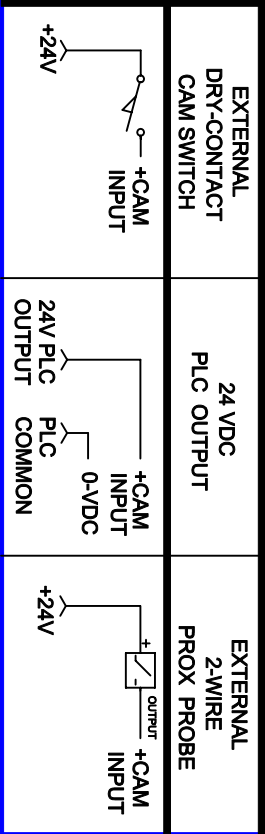 EXTERNAL
DRY-CONTACT
CAM SWITCH
+24V
+CAM
INPUT
24 VDC
PLC OUTPUT
24V PLC
OUTPUT
PLC
COMMON
+CAM
INPUT
0-VDC
EXTERNAL
2-WIRE
PROX PROBE
+24V
+
-
OUTPUT
+CAM
INPUT